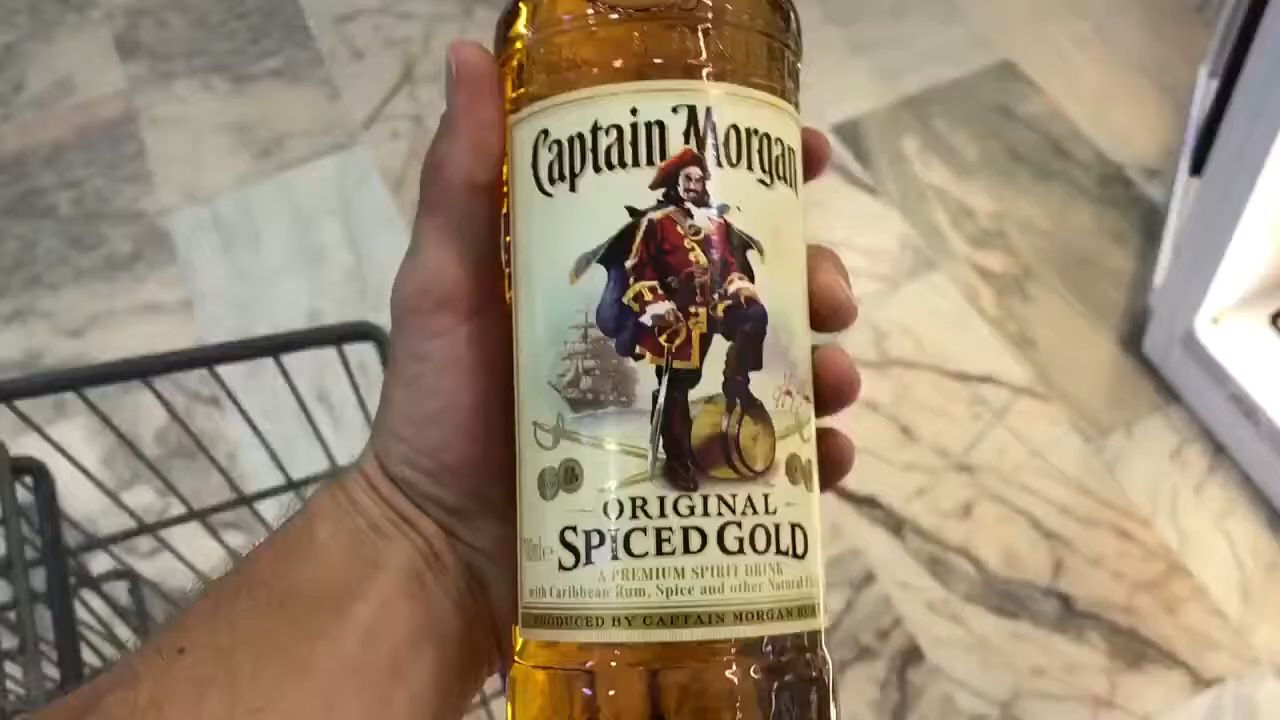 Captain Morgan
ORIGINAL
SPICED GOLD
A PREMIUM SPIRIT DRINK
with Caribbean Rum, Spice and other Natural
PRODUCED BY CAPTAIN MORGAN